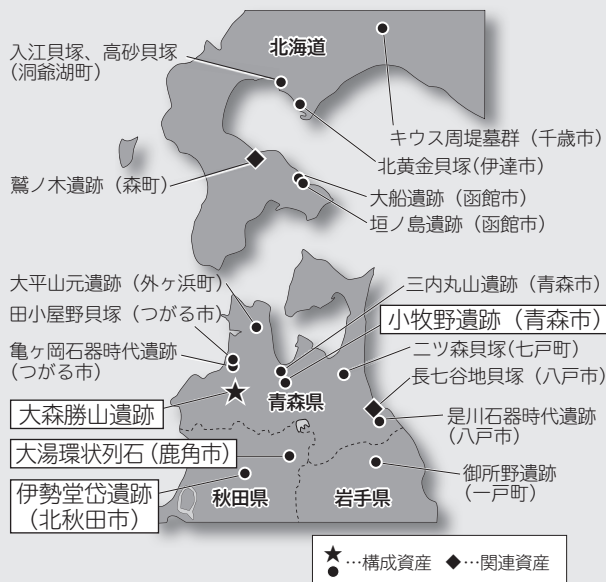 入江貝塚、高砂貝塚
(洞爺湖町)
北海道
キウス周堤墓群(千歳市)
北黄金貝塚(伊達市)
鷲ノ木遺跡(森町)
大船遺跡(函館市)
垣ノ島遺跡(函館市)
大平山元遺跡(外ヶ浜町)
三内丸山遺跡(青森市)
田小屋野貝塚(つがる市)
小牧野遺跡(青森市)
亀ヶ岡石器時代遺跡
(つがる市)
二ツ森貝塚(七戸町)
長七谷地貝塚(八戸市)
大森勝山遺跡
青森県
是川石器時代遺跡
(八戸市)
大湯環状列石(鹿角市)
御所野遺跡
(一戸町)
伊勢堂岱遺跡
(北秋田市)
秋田県
岩手県
★
● …構成資産 ◆…関連資産